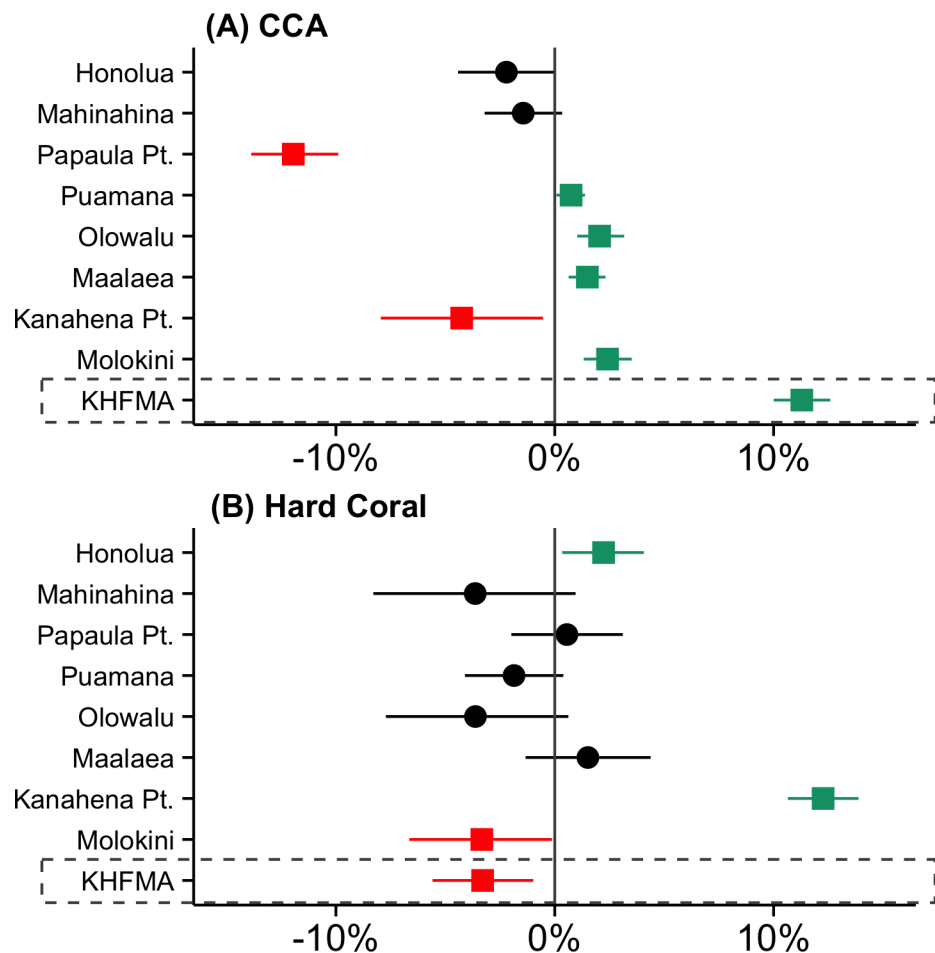 (A) CCA
Honolua
Mahinahina
Papaula Pt.
Puamana
Olowalu
Maalaea
Kanahena Pt.
Molokini
KHFMA
-10% 0% 10%
(B) Hard Coral
Honolua
Mahinahina
Papaula Pt.
Puamana
Olowalu
Maalaea
Kanahena Pt.
Molokini
KHFMA
-10% 0% 10%